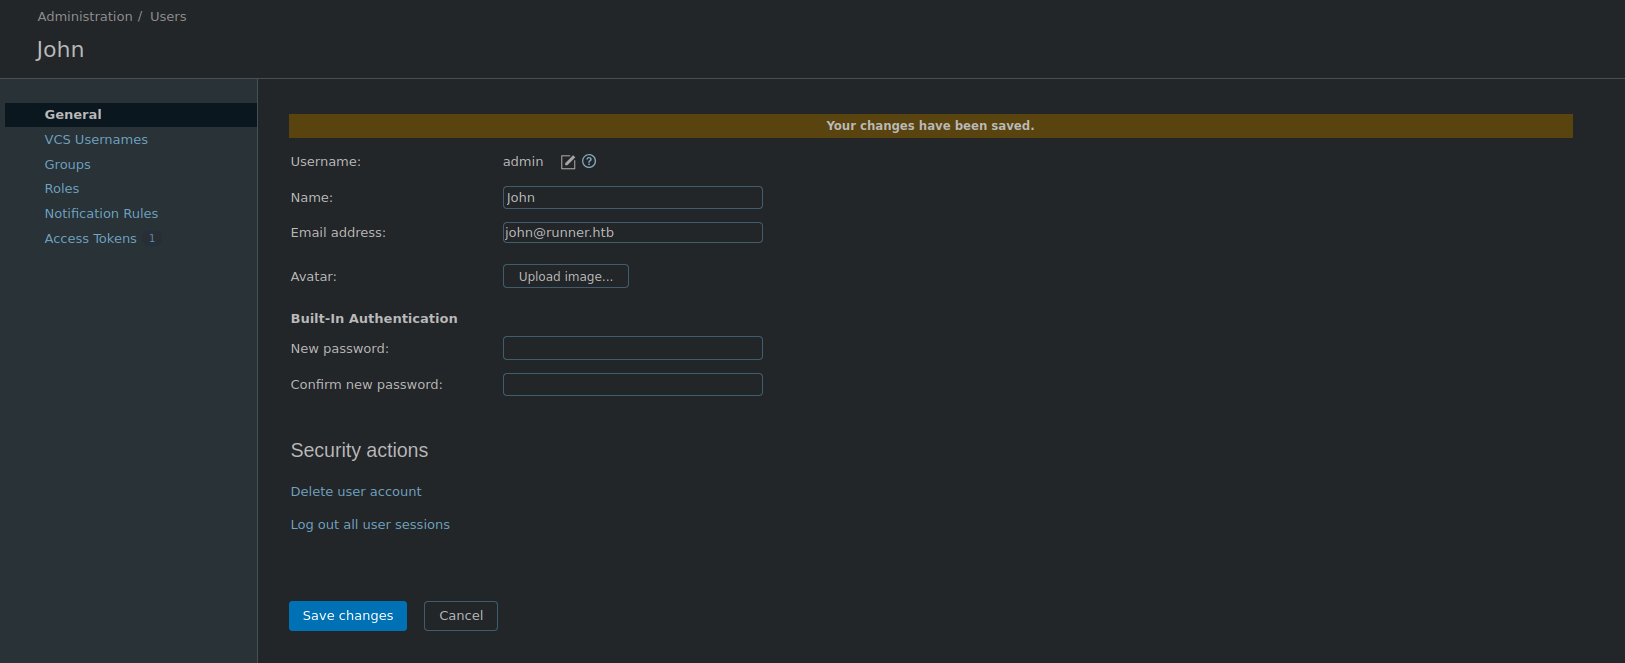 Administration / Users
John
General
VCS Usernames
Groups
Roles
Notification Rules
Access Tokens 1
Your changes have been saved.
Username: admin ?
Name: John
Email address: john@runner.htb
Avatar: Upload image...
Built-In Authentication
New password:
Confirm new password:
Security actions
Delete user account
Log out all user sessions
Save changes Cancel